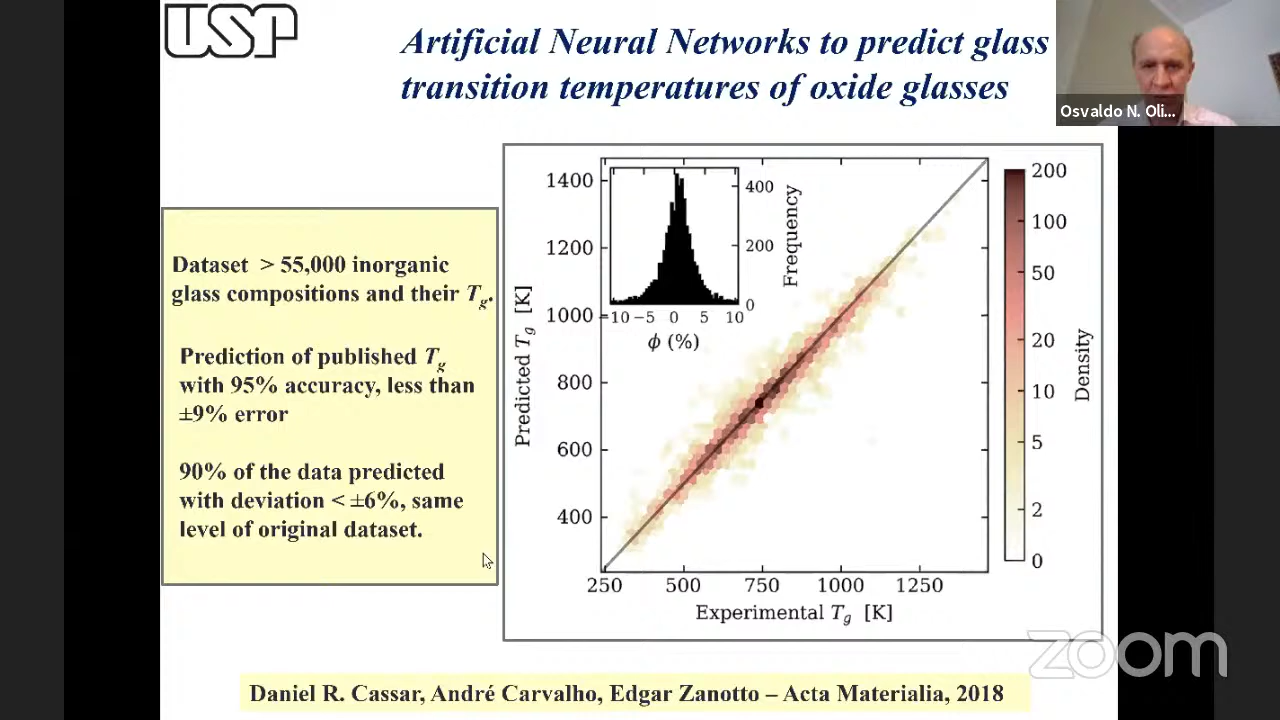 USP
Artificial Neural Networks to predict glass
transition temperatures of oxide glasses
Osvaldo N. Oli...
Dataset > 55,000 inorganic
glass compositions and their Tg.
Prediction of published Tg
with 95% accuracy, less than
±9% error
90% of the data predicted
with deviation < ±6%, same
level of original dataset.
1400
1200
1000
800
600
400
Predicted Tg [K]
250 500 750 1000 1250
Experimental Tg [K]
400
200
0
Frequency
−10 −5 0 5 10
ϕ (%)
200
100
50
20
10
5
2
0
Density
zoom
Daniel R. Cassar, André Carvalho, Edgar Zanotto – Acta Materialia, 2018